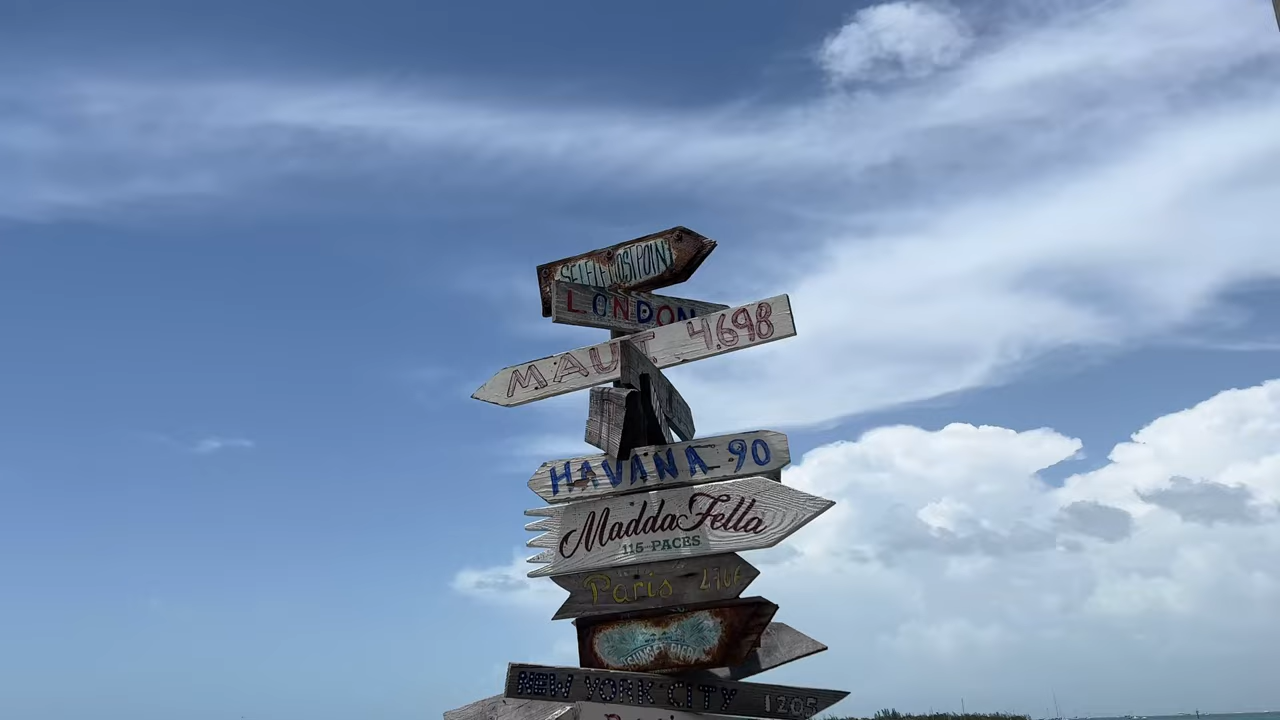 SELFIE POST POINT
LONDON
MAUI 4,698
HAVANA 90
MaddaFella
115 PACES
Paris
SUNSET PIER
NEW YORK CITY 1205